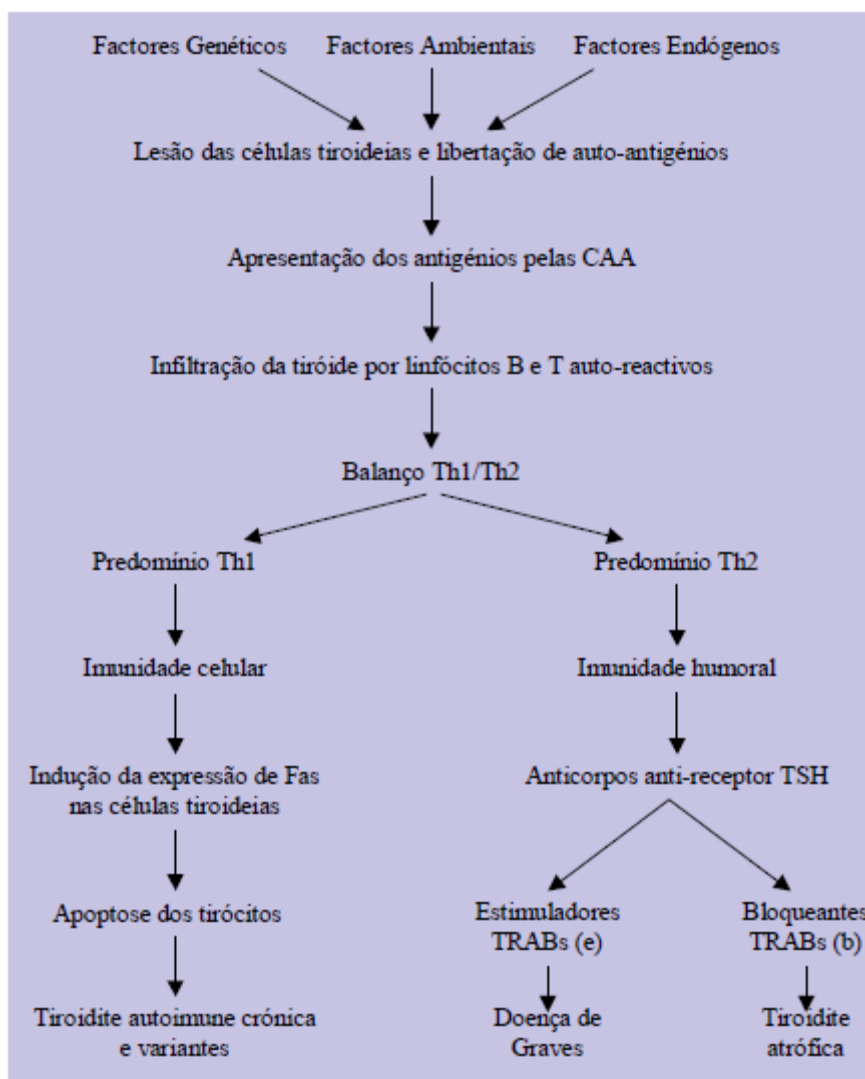 Factores Genéticos Factores Ambientais Factores Endógenos
Lesão das células tiroideias e libertação de auto-antigénios
Apresentação dos antigénios pelas CAA
Infiltração da tiróide por linfócitos B e T auto-reactivos
Balanço Th1/Th2
Predomínio Th1 Predomínio Th2
Imunidade celular Imunidade humoral
Indução da expressão de Fas
nas células tiroideias
Anticorpos anti-receptor TSH
Apoptose dos tirócitos
Estimuladores
TRABs (e)
Bloqueantes
TRABs (b)
Tiroidite autoimune crónica
e variantes
Doença de
Graves
Tiroidite
atrófica